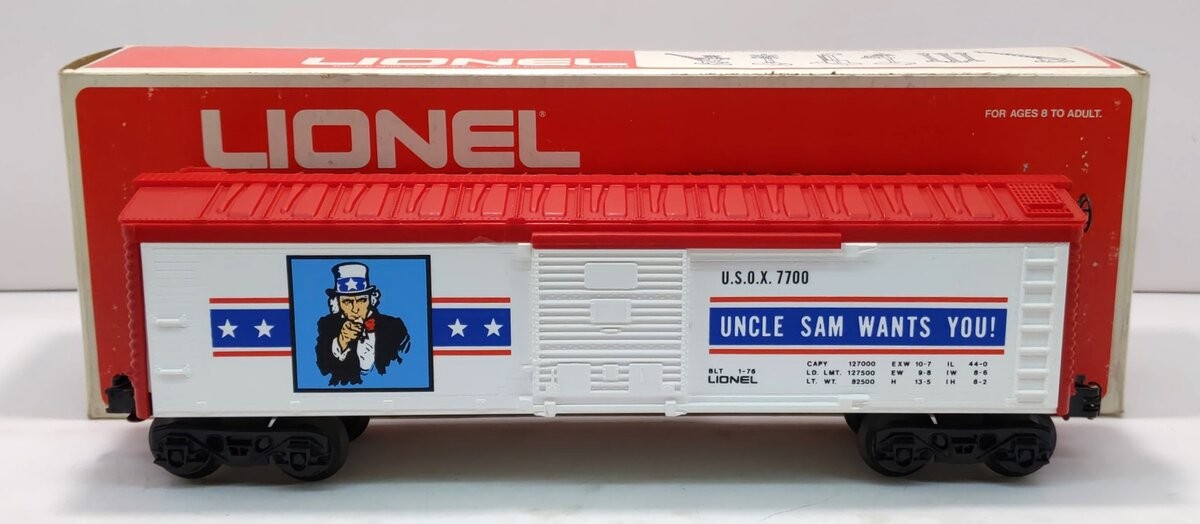 LIONEL
LIONEL®
FOR AGES 8 TO ADULT.
U.S.O.X. 7700
UNCLE SAM WANTS YOU!
CAPY 127000 EXW 10-7 IL 44-0
BLT 1-76 LD. LMT. 127500 EW 9-8 IW 8-6
LIONEL LT. WT. 82500 H 13-5 IH 8-2